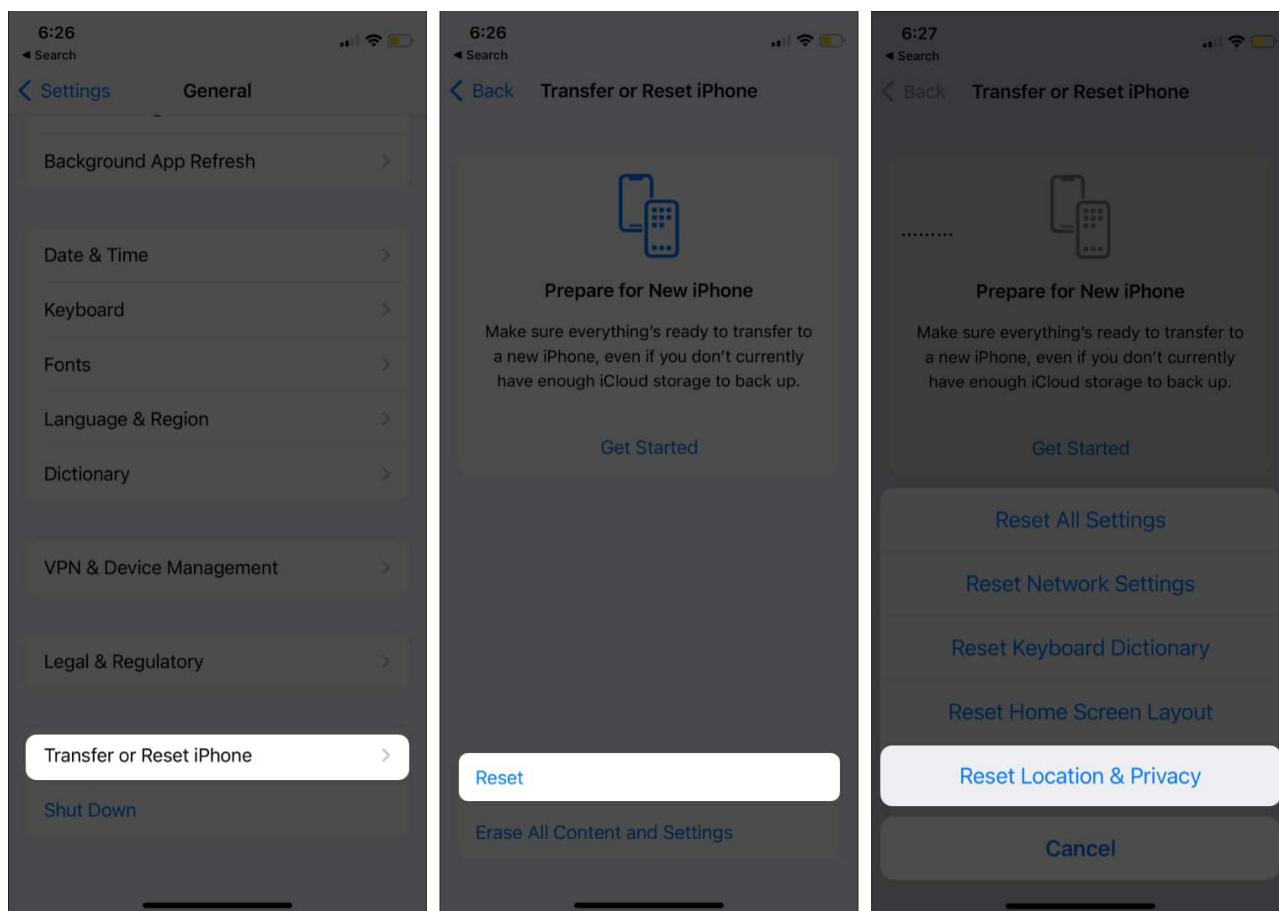 6:26
◀ Search
Settings
General
Background App Refresh
Date & Time
Keyboard
Fonts
Language & Region
Dictionary
VPN & Device Management
Legal & Regulatory
Transfer or Reset iPhone
Shut Down
6:26
◀ Search
Back
Transfer or Reset iPhone
Prepare for New iPhone
Make sure everything's ready to transfer to
a new iPhone, even if you don't currently
have enough iCloud storage to back up.
Get Started
Reset
Erase All Content and Settings
6:27
◀ Search
Back
Transfer or Reset iPhone
Prepare for New iPhone
Make sure everything's ready to transfer to
a new iPhone, even if you don't currently
have enough iCloud storage to back up.
Get Started
Reset All Settings
Reset Network Settings
Reset Keyboard Dictionary
Reset Home Screen Layout
Reset Location & Privacy
Cancel